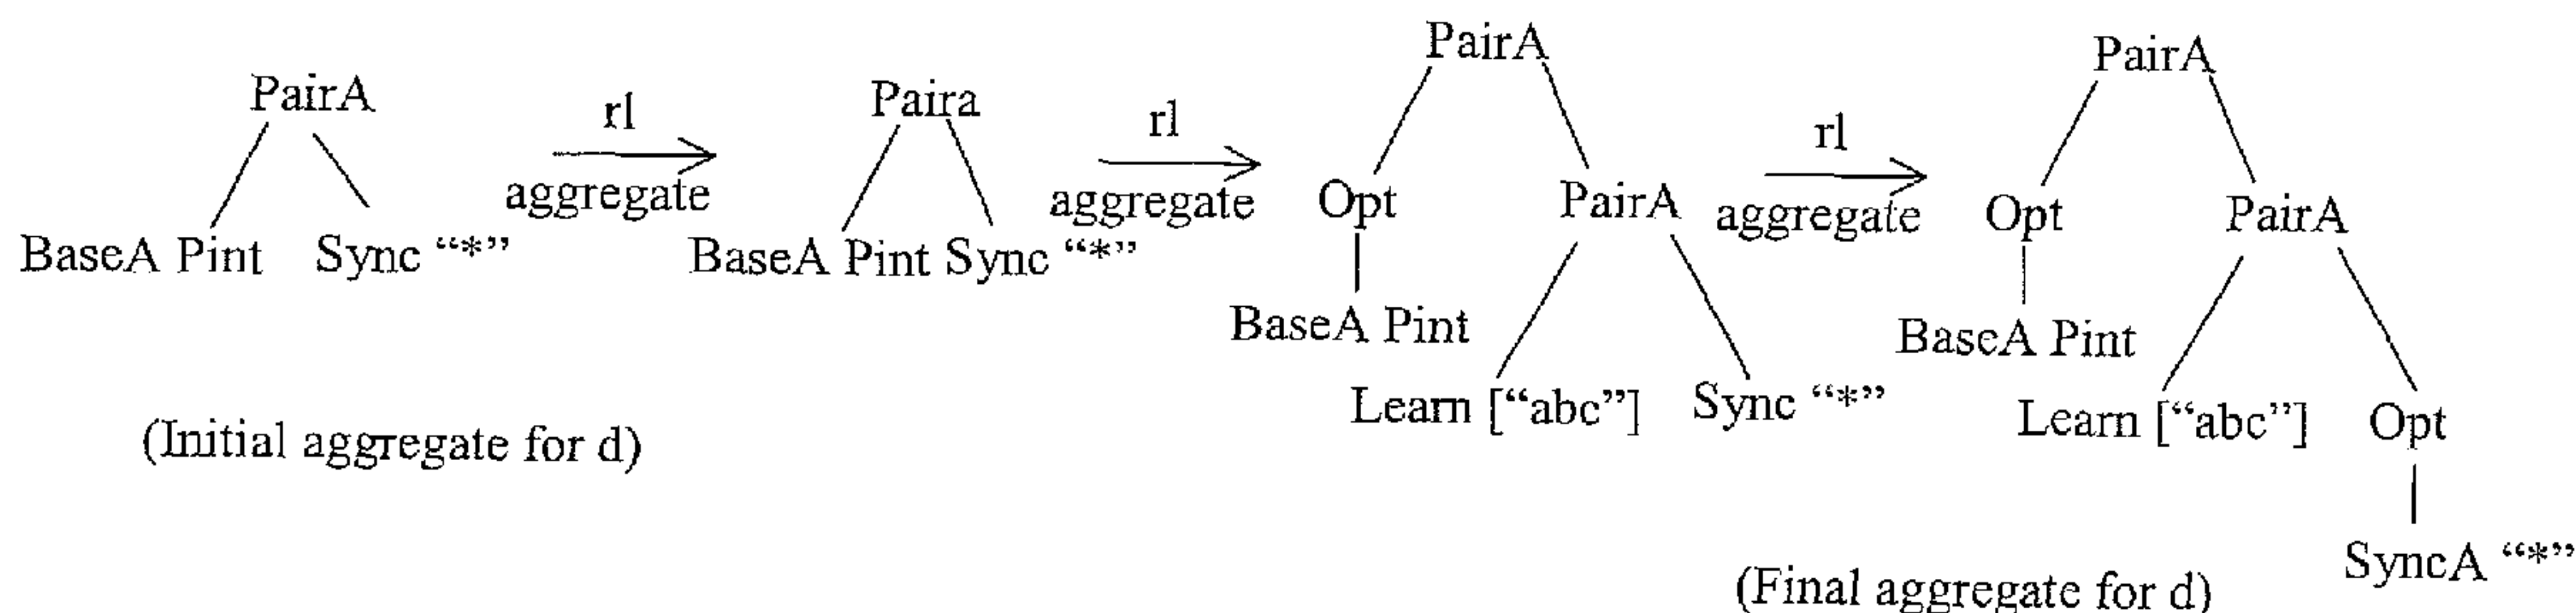 PairA
BaseA Pint Sync “*”
(Initial aggregate for d)
rl
aggregate
Paira
BaseA Pint Sync “*”
rl
aggregate
PairA
Opt PairA
BaseA Pint
Learn [“abc”] Sync “*”
rl
aggregate
PairA
Opt PairA
BaseA Pint
Learn [“abc”] Opt
SyncA “*”
(Final aggregate for d)